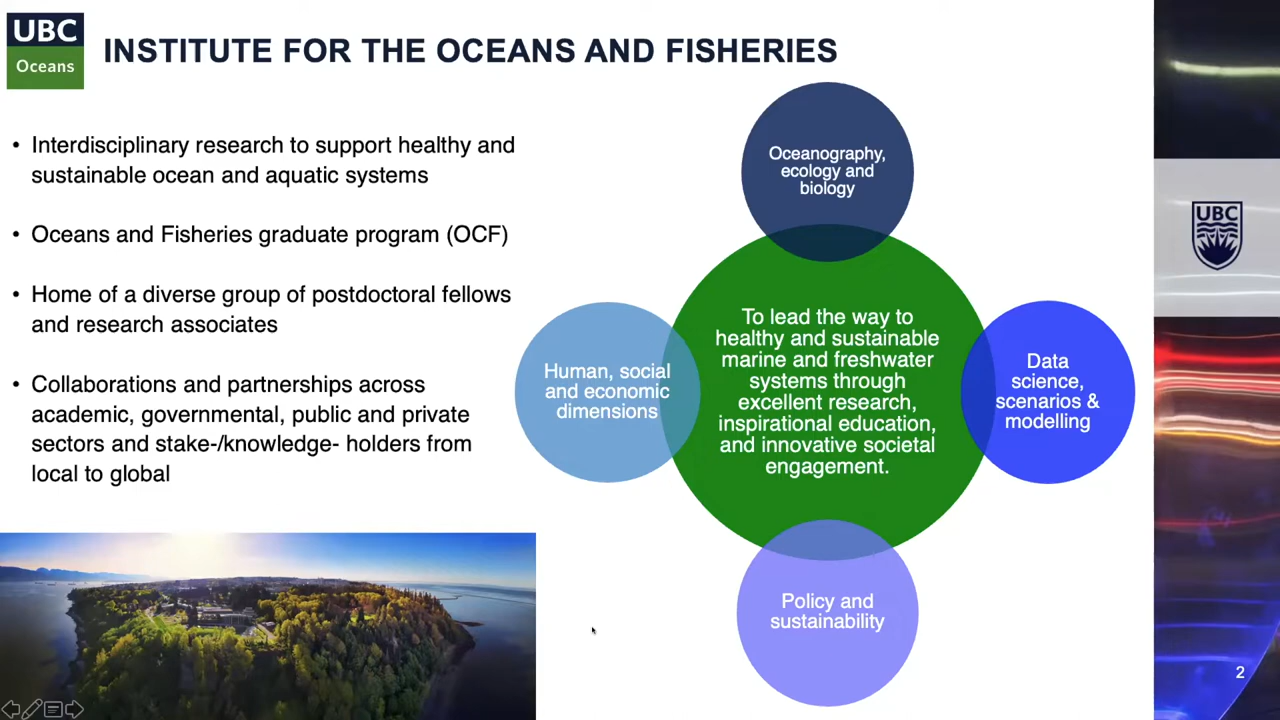 UBC
Oceans
INSTITUTE FOR THE OCEANS AND FISHERIES
• Interdisciplinary research to support healthy and
sustainable ocean and aquatic systems
• Oceans and Fisheries graduate program (OCF)
• Home of a diverse group of postdoctoral fellows
and research associates
• Collaborations and partnerships across
academic, governmental, public and private
sectors and stake-/knowledge- holders from
local to global
Oceanography,
ecology and
biology
Human, social
and economic
dimensions
To lead the way to
healthy and sustainable
marine and freshwater
systems through
excellent research,
inspirational education,
and innovative societal
engagement.
Data
science,
scenarios &
modelling
Policy and
sustainability
UBC
2